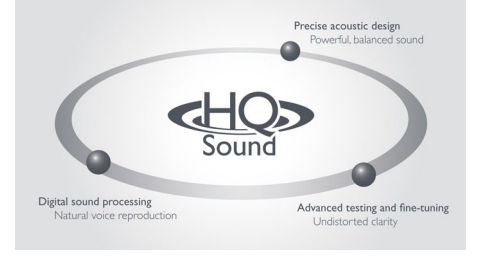 Precise acoustic design
Powerful, balanced sound
HQ
Sound
Digital sound processing
Natural voice reproduction
Advanced testing and fine-tuning
Undistorted clarity